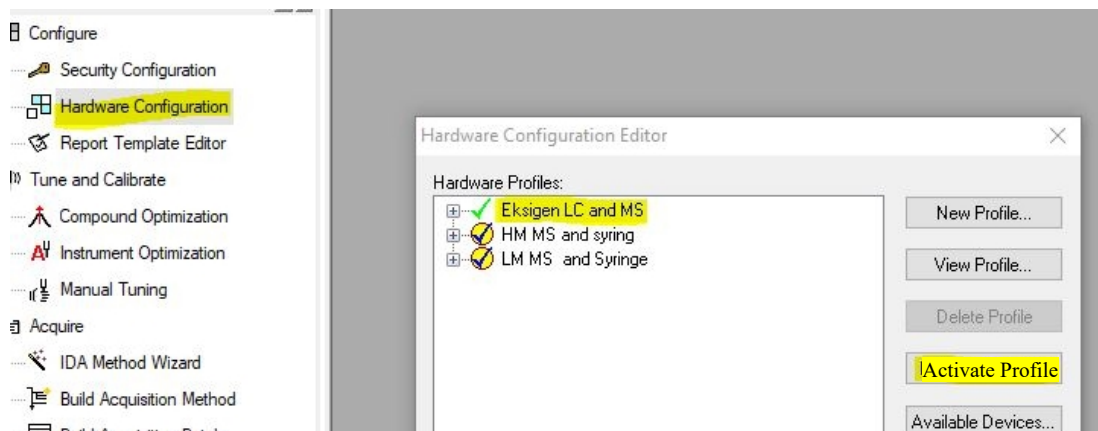 Configure
Security Configuration
Hardware Configuration
Report Template Editor
Tune and Calibrate
Compound Optimization
Instrument Optimization
Manual Tuning
Acquire
IDA Method Wizard
Build Acquisition Method
Hardware Configuration Editor
Hardware Profiles:
Eksigen LC and MS
HM MS and syring
LM MS and Syringe
New Profile...
View Profile...
Delete Profile
Activate Profile
Available Devices...